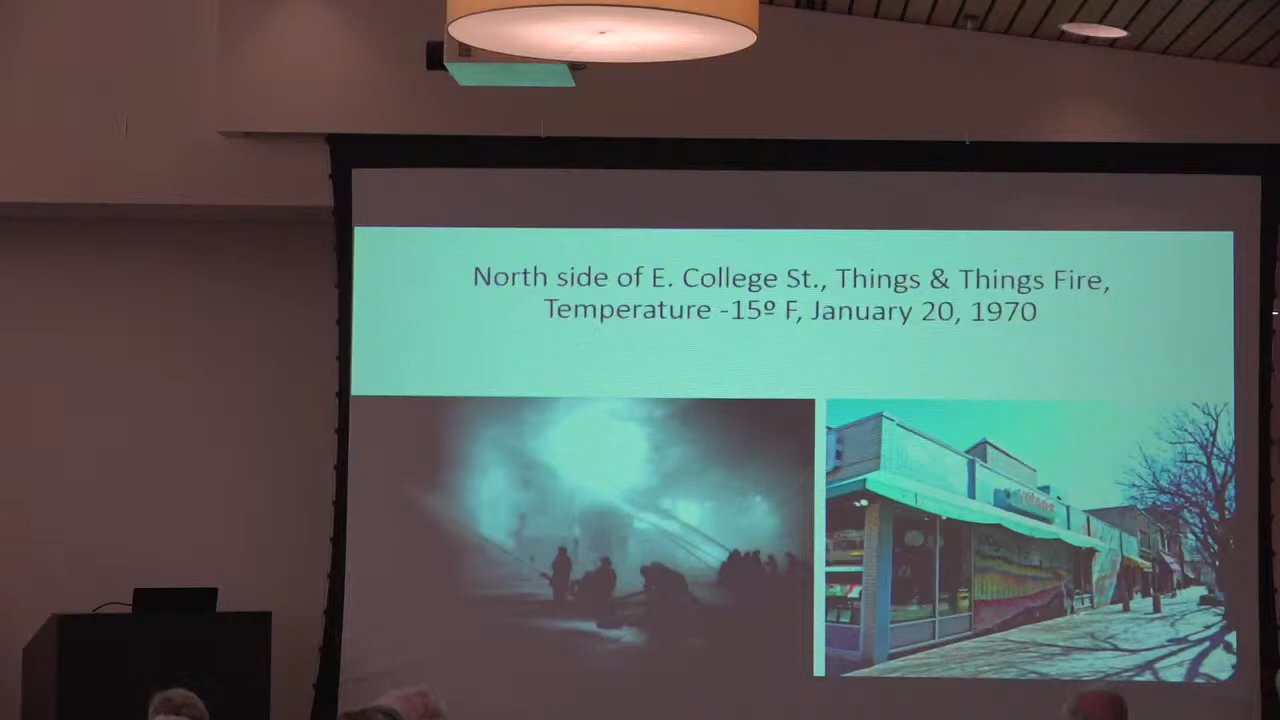 North side of E. College St., Things & Things Fire,
Temperature -15º F, January 20, 1970